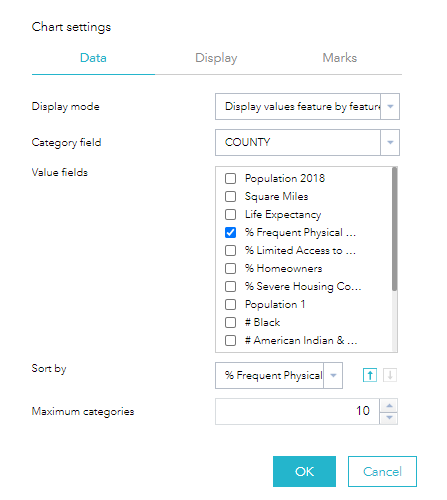 Chart settings
Data Display Marks
Display mode Display values feature by feature
Category field COUNTY
Value fields
Population 2018
Square Miles
Life Expectancy
% Frequent Physical ...
% Limited Access to ...
% Homeowners
% Severe Housing Co...
Population 1
# Black
# American Indian & ...
Sort by % Frequent Physical
Maximum categories 10
OK Cancel